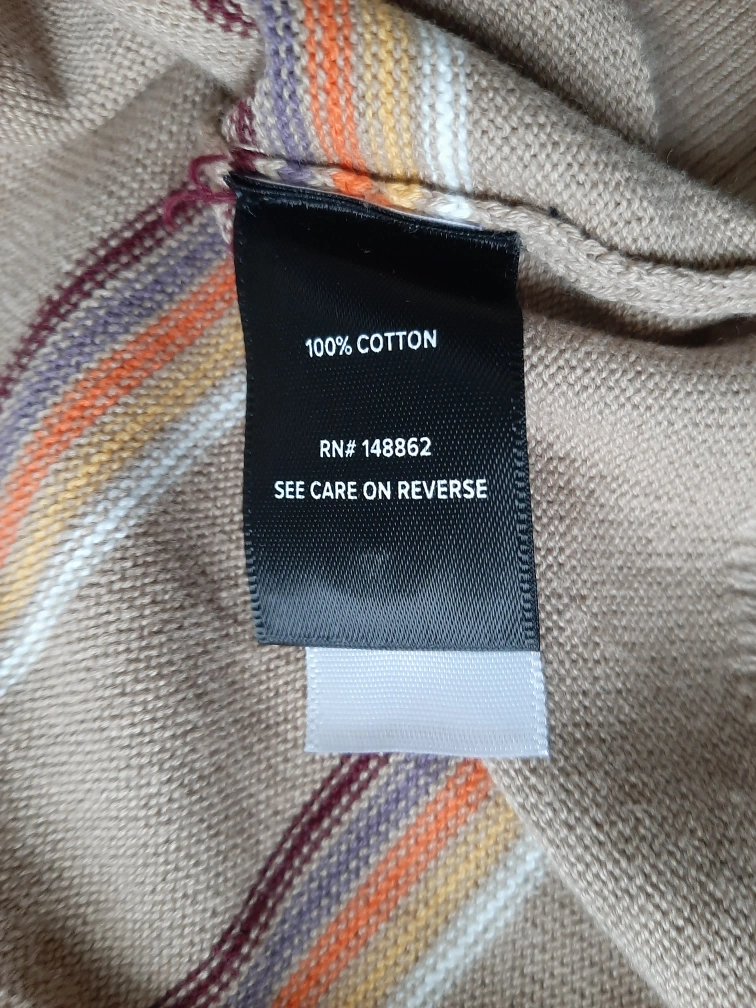 100% COTTON
RN# 148862
SEE CARE ON REVERSE